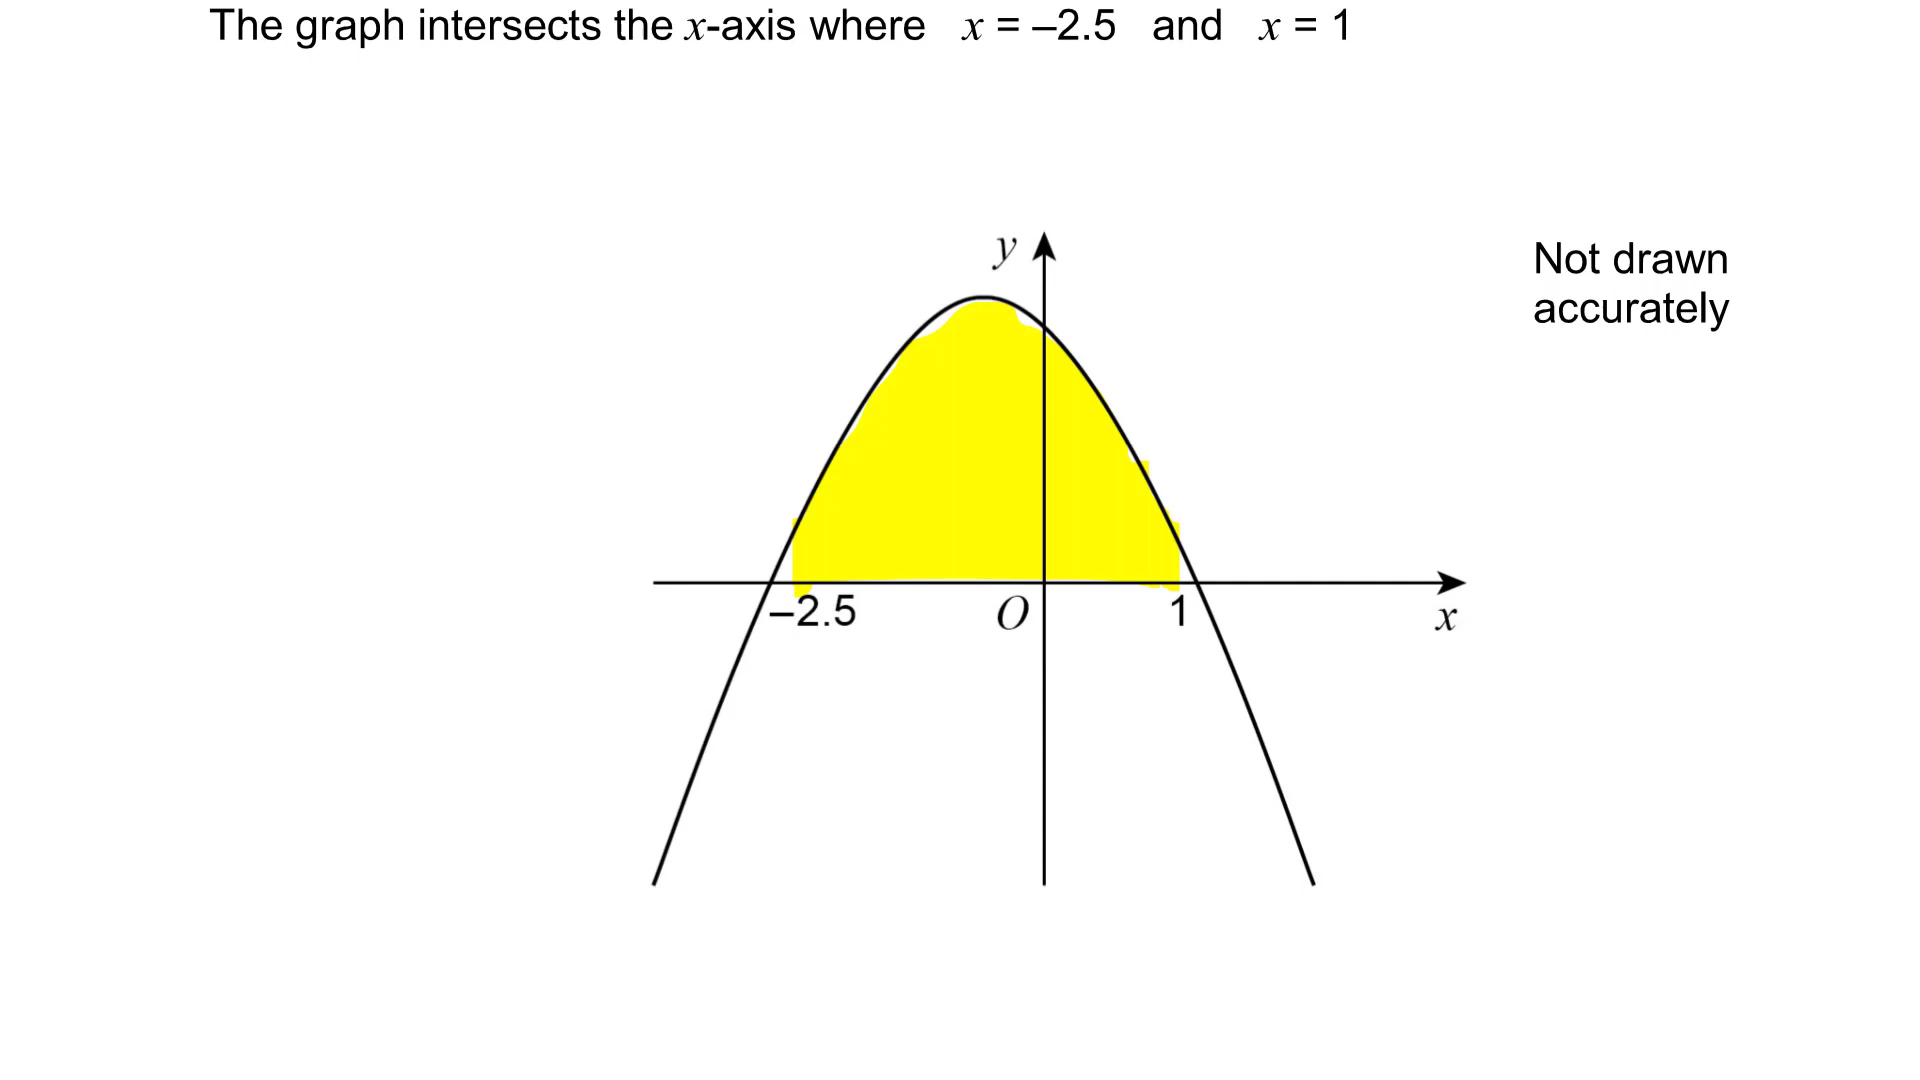 The graph intersects the x-axis where x = –2.5 and x = 1
y
Not drawn
accurately
–2.5 O 1 x